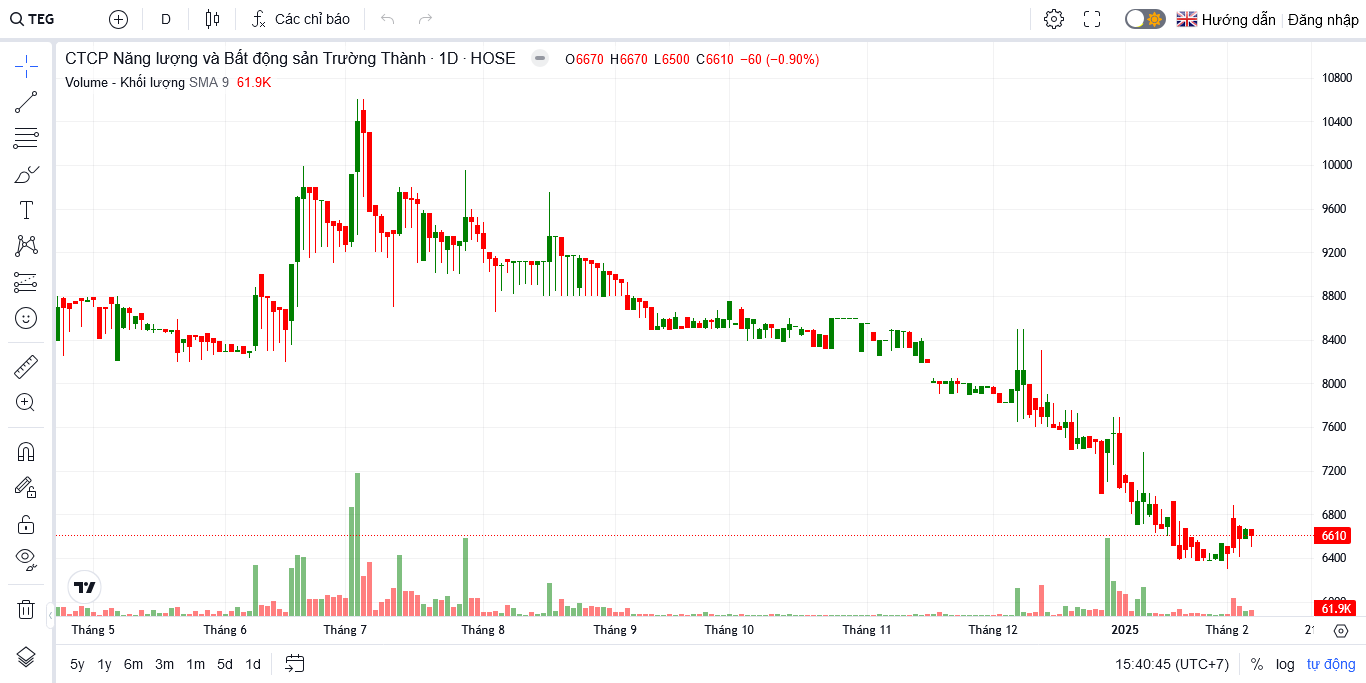 TEG D Các chỉ báo Hướng dẫn Đăng nhập
CTCP Năng lượng và Bất động sản Trường Thành · 1D · HOSE O6670 H6670 L6500 C6610 −60 (−0.90%)
Volume - Khối lượng SMA 9 61.9K
10800
10400
10000
9600
9200
8800
8400
8000
7600
7200
6800
6610
6400
61.9K
Tháng 5 Tháng 6 Tháng 7 Tháng 8 Tháng 9 Tháng 10 Tháng 11 Tháng 12 2025 Tháng 2
5y 1y 6m 3m 1m 5d 1d 15:40:45 (UTC+7) % log tự động